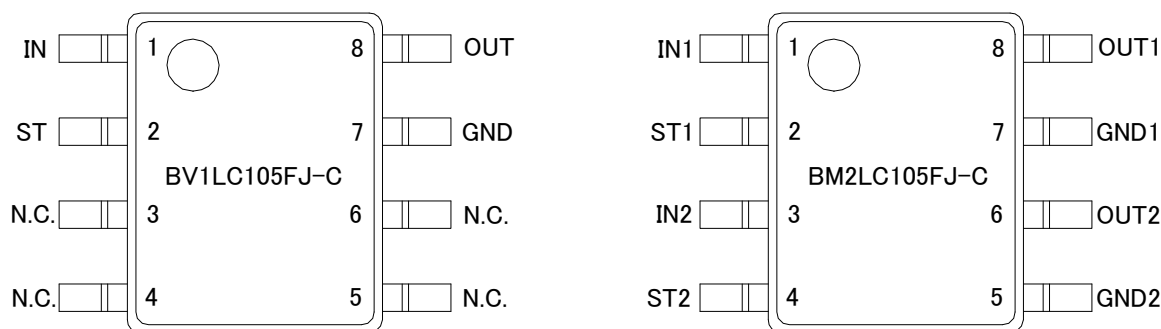 IN 1 8 OUT
ST 2 7 GND
BV1LC105FJ-C
N.C. 3 6 N.C.
N.C. 4 5 N.C.
IN1 1 8 OUT1
ST1 2 7 GND1
BM2LC105FJ-C
IN2 3 6 OUT2
ST2 4 5 GND2